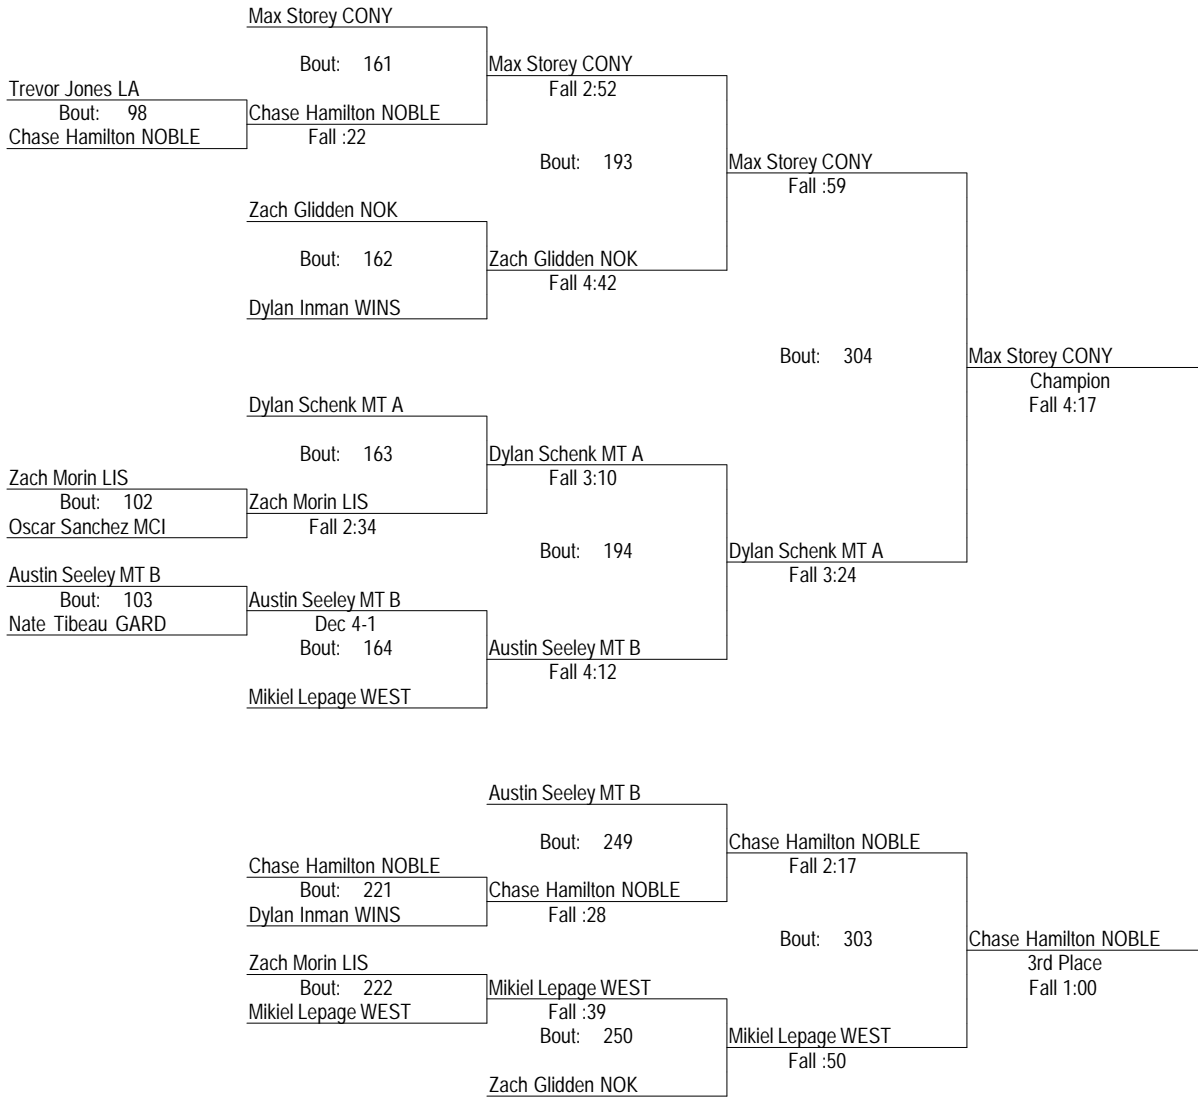 Max Storey CONY
Bout: 161
Max Storey CONY
Trevor Jones LA
Fall 2:52
Bout: 98
Chase Hamilton NOBLE
Chase Hamilton NOBLE
Fall :22
Bout: 193
Max Storey CONY
Fall :59
Zach Glidden NOK
Bout: 162
Zach Glidden NOK
Fall 4:42
Dylan Inman WINS
Bout: 304
Max Storey CONY
Champion
Fall 4:17
Dylan Schenk MT A
Bout: 163
Dylan Schenk MT A
Fall 3:10
Zach Morin LIS
Bout: 102
Zach Morin LIS
Oscar Sanchez MCI
Fall 2:34
Bout: 194
Dylan Schenk MT A
Fall 3:24
Austin Seeley MT B
Bout: 103
Austin Seeley MT B
Nate Tibeau GARD
Dec 4-1
Bout: 164
Austin Seeley MT B
Fall 4:12
Mikiel Lepage WEST
Austin Seeley MT B
Bout: 249
Chase Hamilton NOBLE
Fall 2:17
Chase Hamilton NOBLE
Bout: 221
Chase Hamilton NOBLE
Dylan Inman WINS
Fall :28
Bout: 303
Chase Hamilton NOBLE
3rd Place
Fall 1:00
Zach Morin LIS
Bout: 222
Mikiel Lepage WEST
Mikiel Lepage WEST
Fall :39
Bout: 250
Mikiel Lepage WEST
Fall :50
Zach Glidden NOK